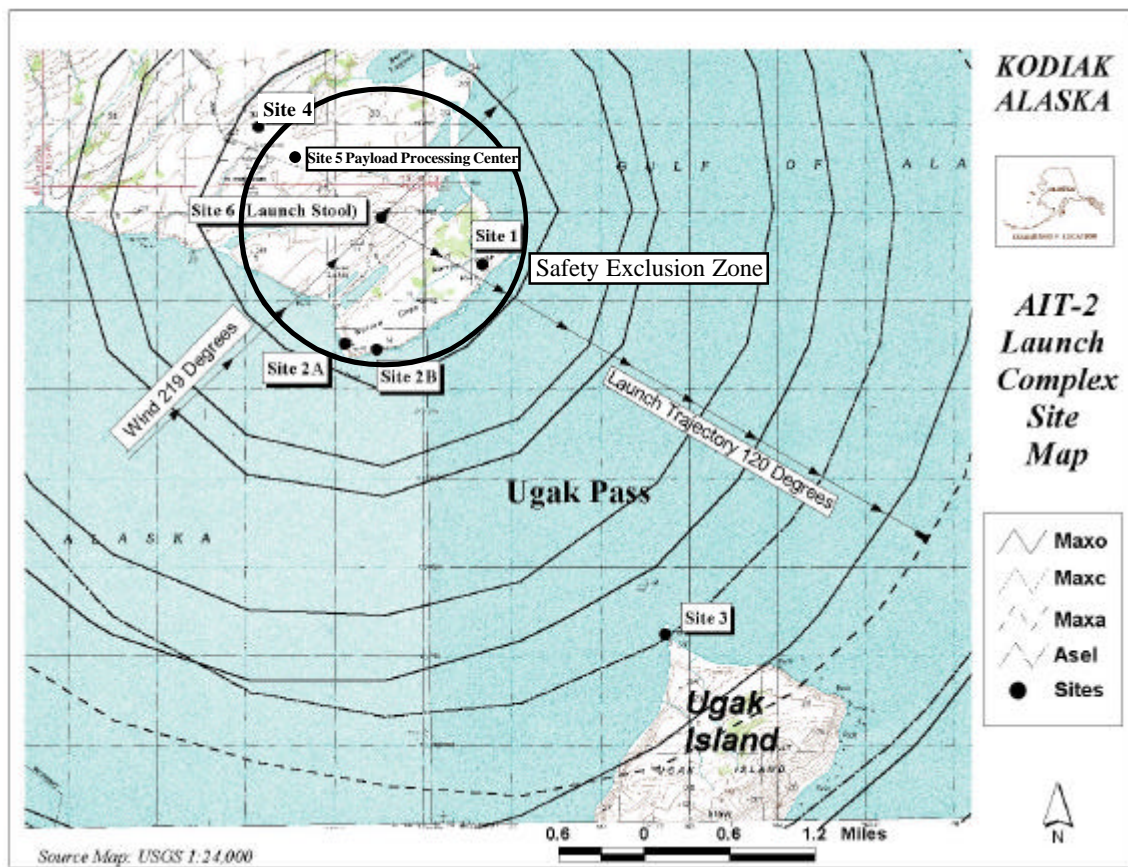 KODIAK
ALASKA
Site 4
Site 5 Payload Processing Center
GULF OF ALA
Site 6 (Launch Stool)
Site 1
Safety Exclusion Zone
AIT-2
Launch
Complex
Site
Map
Wind 219 Degrees
Site 2A
Site 2B
Launch Trajectory 120 Degrees
Ugak Pass
ALASKA
Maxo
Maxc
Maxa
Asel
Sites
Site 3
Ugak
Island
UGAK ISLAND
0.6 0 0.6 1.2 Miles
N
Source Map: USGS 1:24,000